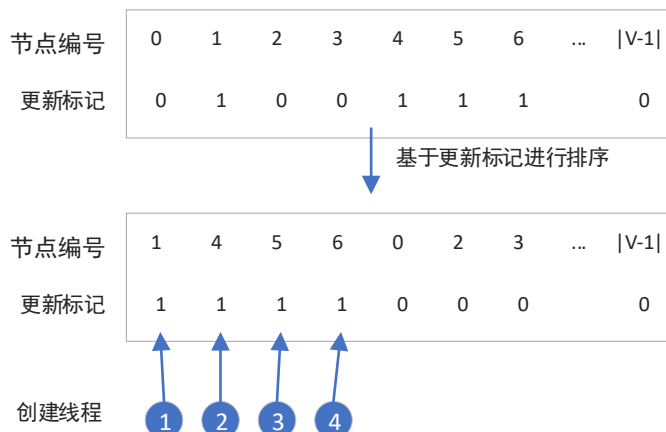 节点编号 0 1 2 3 4 5 6 ... |V-1|
更新标记 0 1 0 0 1 1 1 0
基于更新标记进行排序
节点编号 1 4 5 6 0 2 3 ... |V-1|
更新标记 1 1 1 1 0 0 0 0
创建线程 1 2 3 4